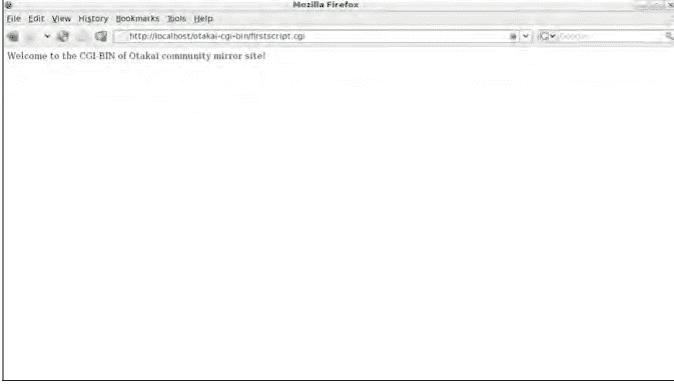 Mozilla Firefox
File Edit View History Bookmarks Tools Help
http://localhost/otakai-cgi-bin/firstscript.cgi
Google
Welcome to the CGI-BIN of Otakai community mirror site!